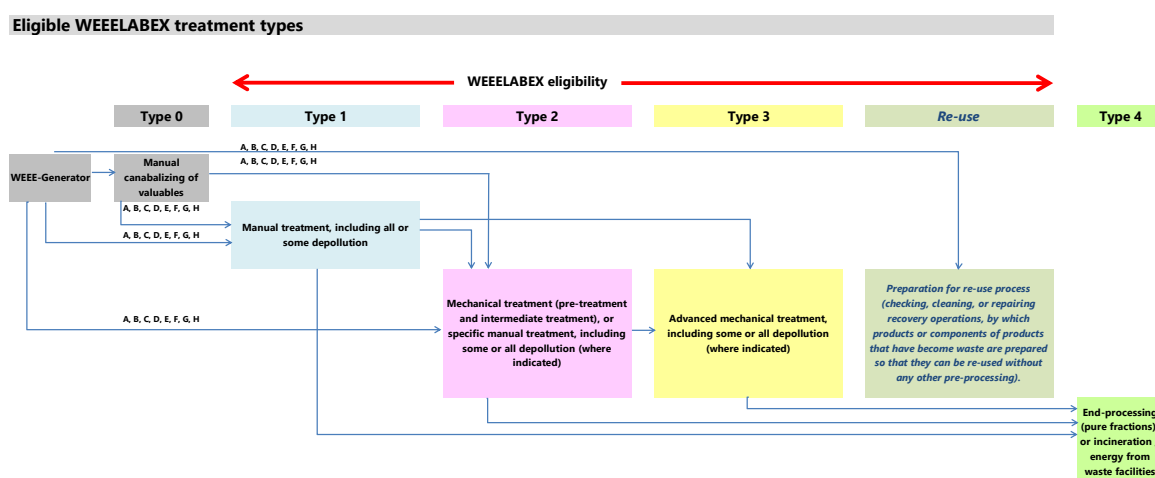 Eligible WEEELABEX treatment types
WEEELABEX eligibility
Type 0
Type 1
Type 2
Type 3
Re-use
Type 4
A, B, C, D, E, F, G, H
A, B, C, D, E, F, G, H
WEEE-Generator
Manual
canabalizing of
valuables
A, B, C, D, E, F, G, H
A, B, C, D, E, F, G, H
Manual treatment, including all or
some depollution
A, B, C, D, E, F, G, H
Mechanical treatment (pre-treatment
and intermediate treatment), or
specific manual treatment, including
some or all depollution (where
indicated)
Advanced mechanical treatment,
including some or all depollution
(where indicated)
Preparation for re-use process
(checking, cleaning, or repairing
recovery operations, by which
products or components of products
that have become waste are prepared
so that they can be re-used without
any other pre-processing).
End-processing
(pure fractions)
or incineration
energy from
waste facilities